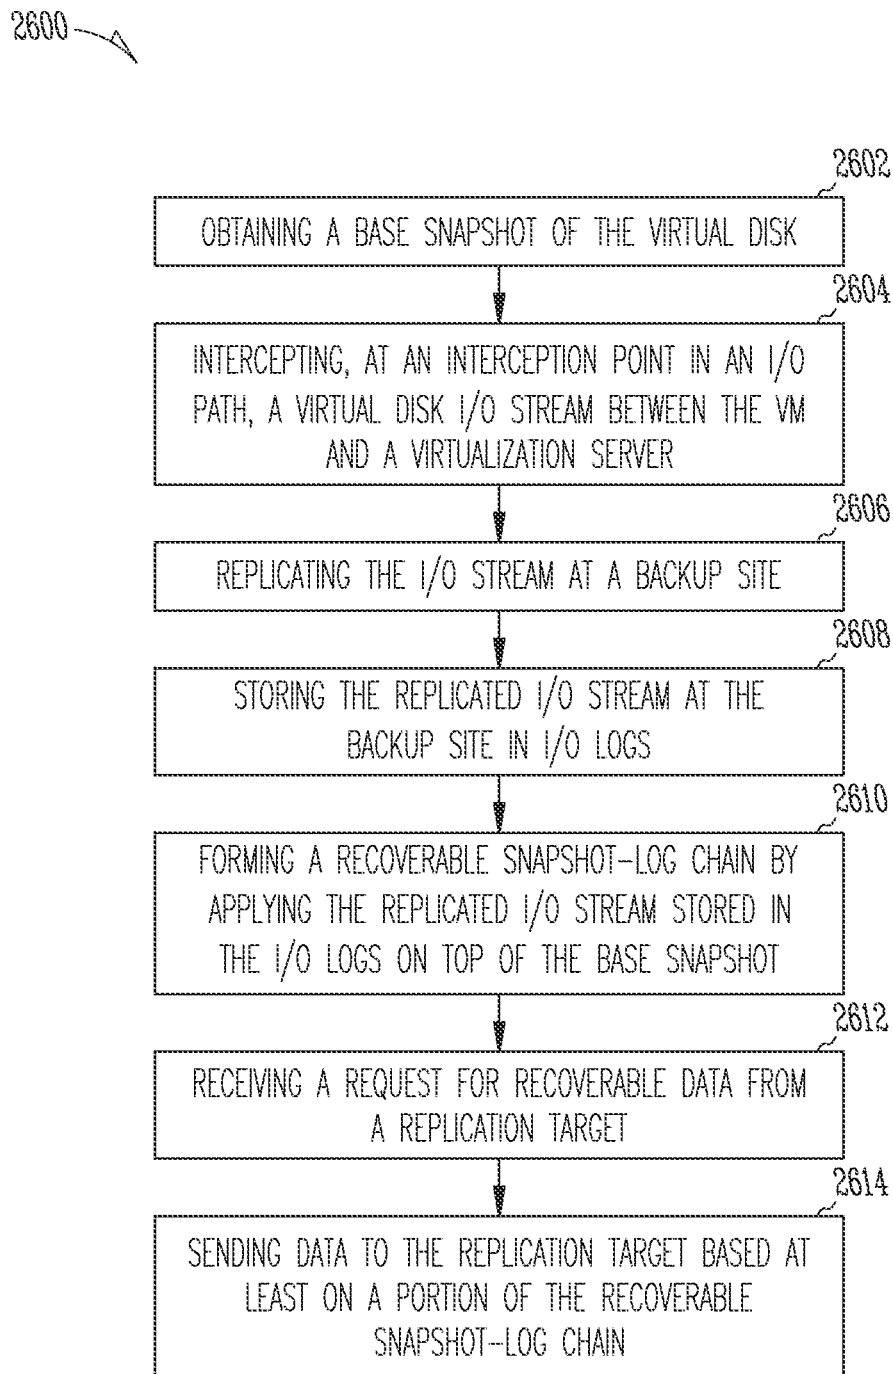 2600
2602
OBTAINING A BASE SNAPSHOT OF THE VIRTUAL DISK
2604
INTERCEPTING, AT AN INTERCEPTION POINT IN AN I/O
PATH, A VIRTUAL DISK I/O STREAM BETWEEN THE VM
AND A VIRTUALIZATION SERVER
2606
REPLICATING THE I/O STREAM AT A BACKUP SITE
2608
STORING THE REPLICATED I/O STREAM AT THE
BACKUP SITE IN I/O LOGS
2610
FORMING A RECOVERABLE SNAPSHOT-LOG CHAIN BY
APPLYING THE REPLICATED I/O STREAM STORED IN
THE I/O LOGS ON TOP OF THE BASE SNAPSHOT
2612
RECEIVING A REQUEST FOR RECOVERABLE DATA FROM
A REPLICATION TARGET
2614
SENDING DATA TO THE REPLICATION TARGET BASED AT
LEAST ON A PORTION OF THE RECOVERABLE
SNAPSHOT-LOG CHAIN